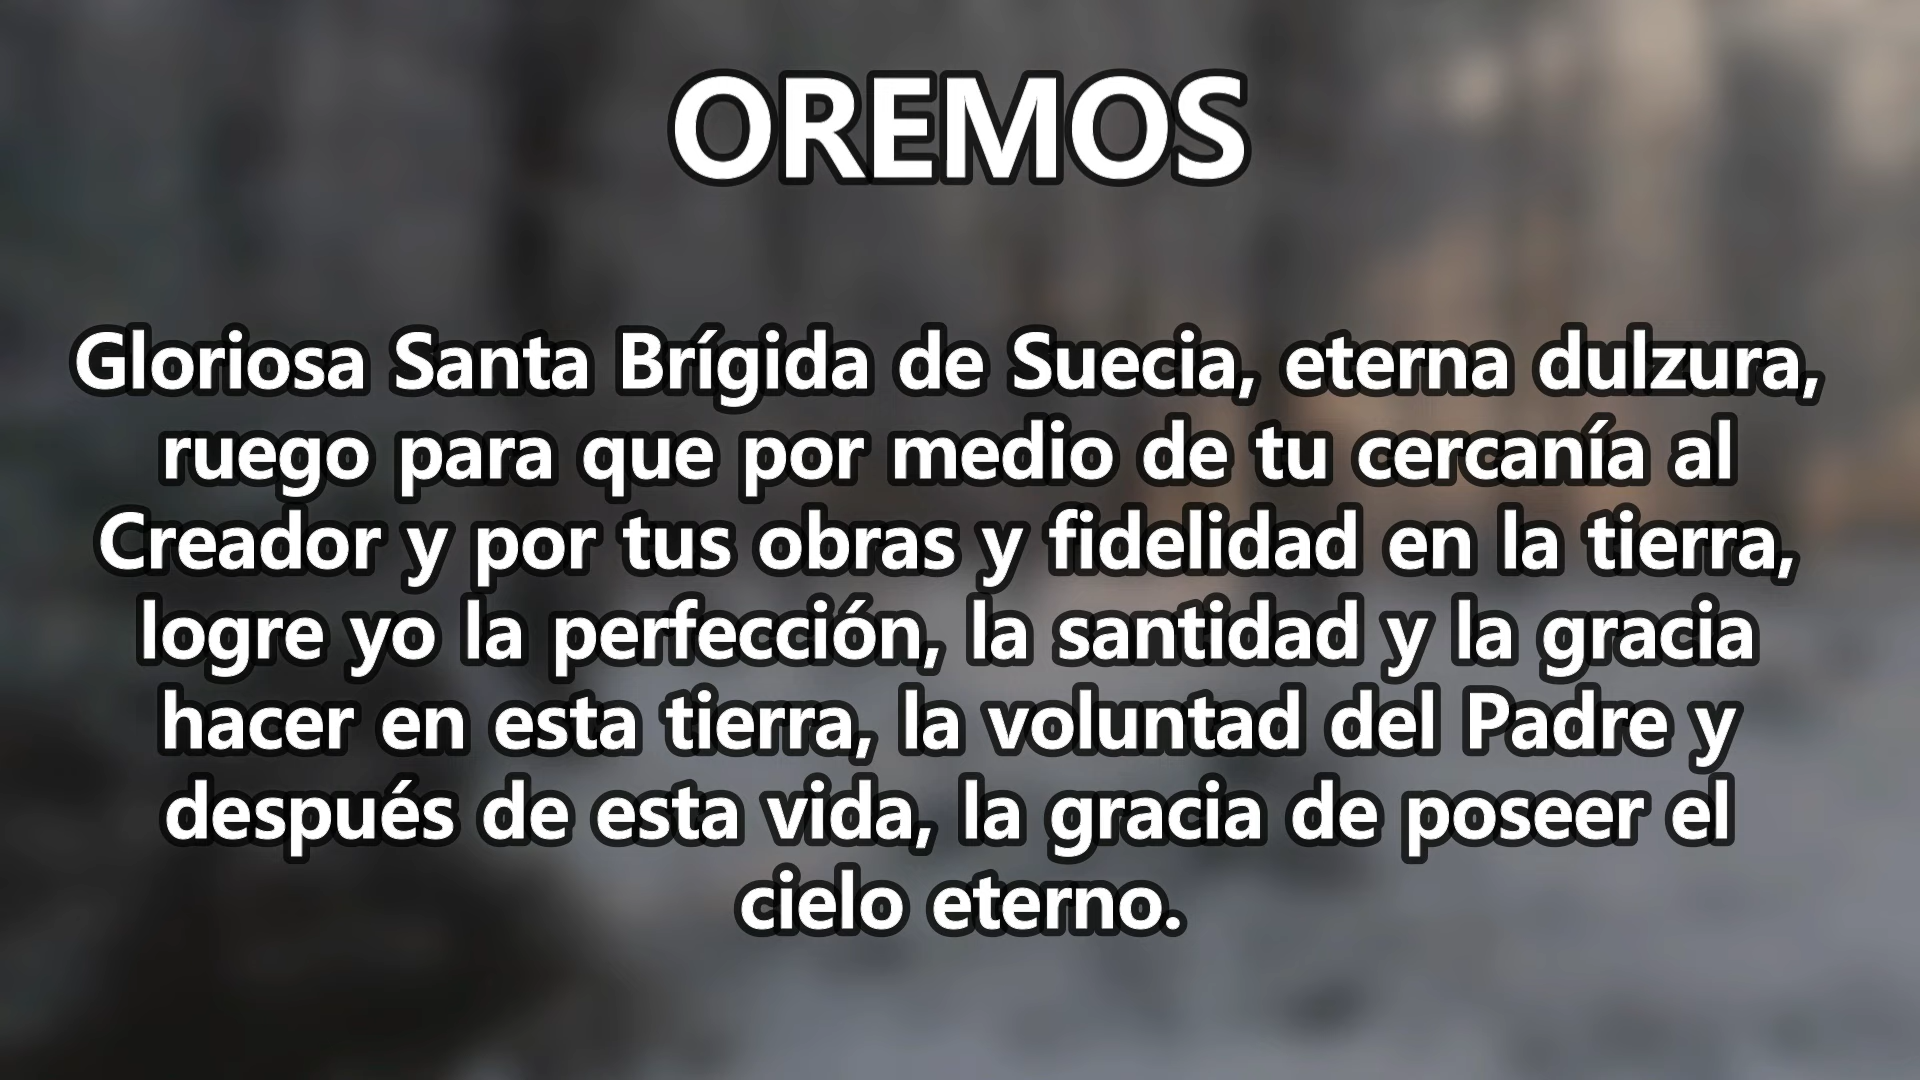 OREMOS
Gloriosa Santa Brígida de Suecia, eterna dulzura,
ruego para que por medio de tu cercanía al
Creador y por tus obras y fidelidad en la tierra,
logre yo la perfección, la santidad y la gracia
hacer en esta tierra, la voluntad del Padre y
después de esta vida, la gracia de poseer el
cielo eterno.